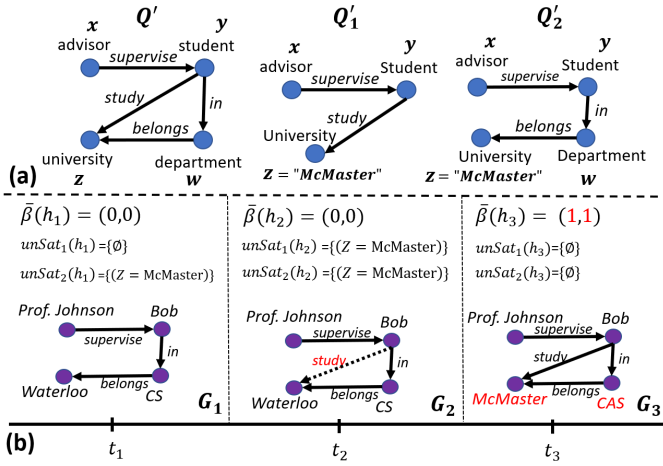 Q′ Q′₁ Q′₂
x y x y x y
advisor student advisor Student advisor Student
supervise supervise supervise
study in study in
belongs belongs
university department University University Department
z w z = "McMaster" z = "McMaster" w
(a)
β̄(h₁) = (0,0) β̄(h₂) = (0,0) β̄(h₃) = (1,1)
unSat₁(h₁)={∅} unSat₁(h₂)={(Z = McMaster)} unSat₁(h₃)={∅}
unSat₂(h₁)={(Z = McMaster)} unSat₂(h₂)={(Z = McMaster)} unSat₂(h₃)={∅}
Prof. Johnson Bob Prof. Johnson Bob Prof. Johnson Bob
supervise supervise supervise
in study in study in
belongs belongs belongs
Waterloo CS Waterloo CS McMaster CAS
G₁ G₂ G₃
(b) t₁ t₂ t₃